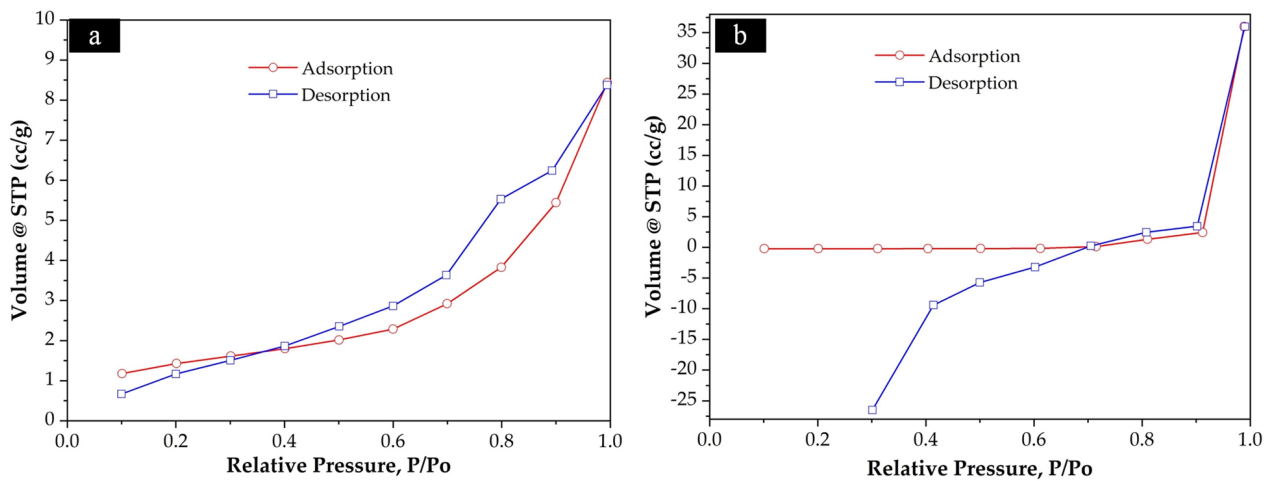 a
Adsorption
Desorption
10
9
8
7
6
5
4
3
2
1
0
Volume @ STP (cc/g)
0.0 0.2 0.4 0.6 0.8 1.0
Relative Pressure, P/Po
b
Adsorption
Desorption
35
30
25
20
15
10
5
0
-5
-10
-15
-20
-25
Volume @ STP (cc/g)
0.0 0.2 0.4 0.6 0.8 1.0
Relative Pressure, P/Po